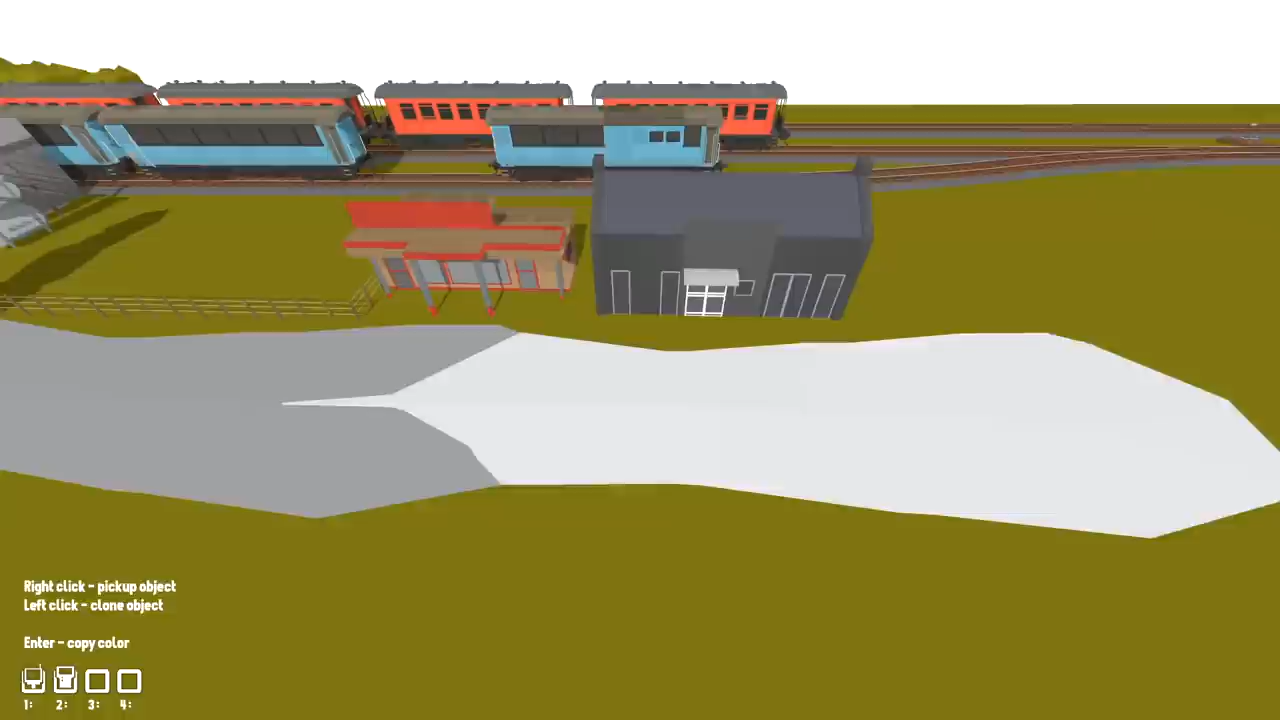 Right click - pickup object
Left click - clone object
Enter - copy color
1: 2: 3: 4: